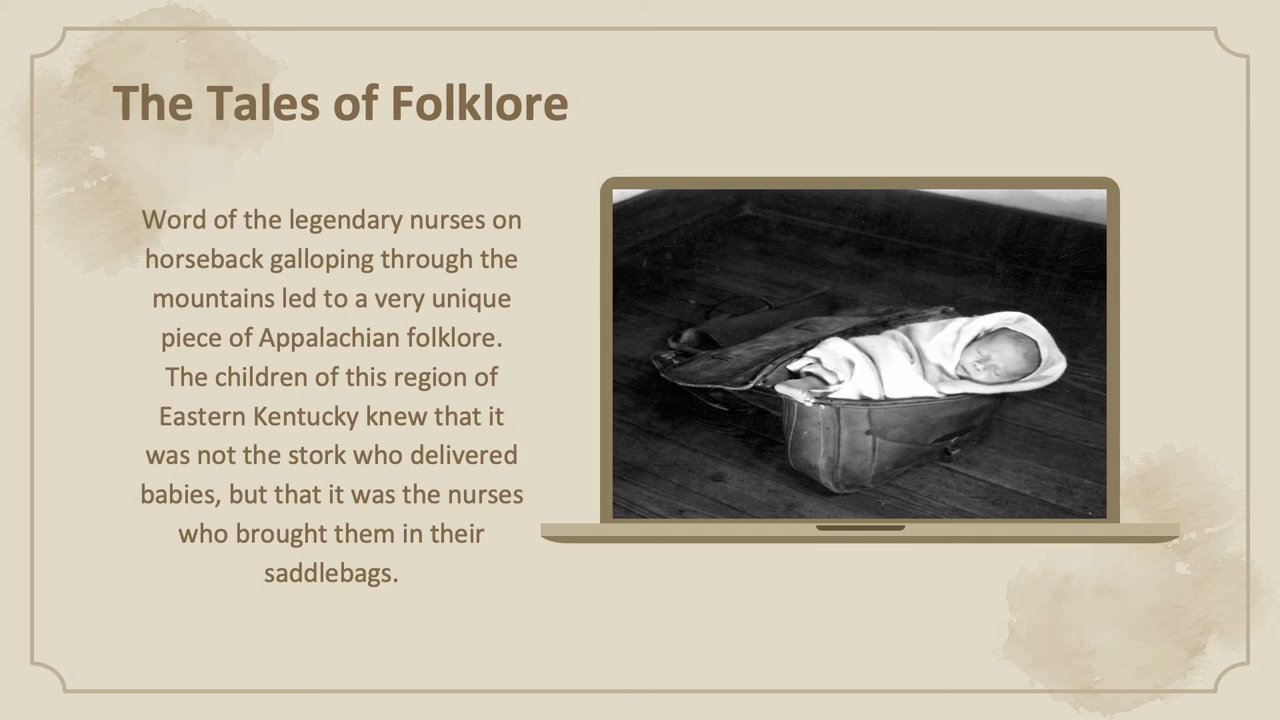 The Tales of Folklore
Word of the legendary nurses on
horseback galloping through the
mountains led to a very unique
piece of Appalachian folklore.
The children of this region of
Eastern Kentucky knew that it
was not the stork who delivered
babies, but that it was the nurses
who brought them in their
saddlebags.